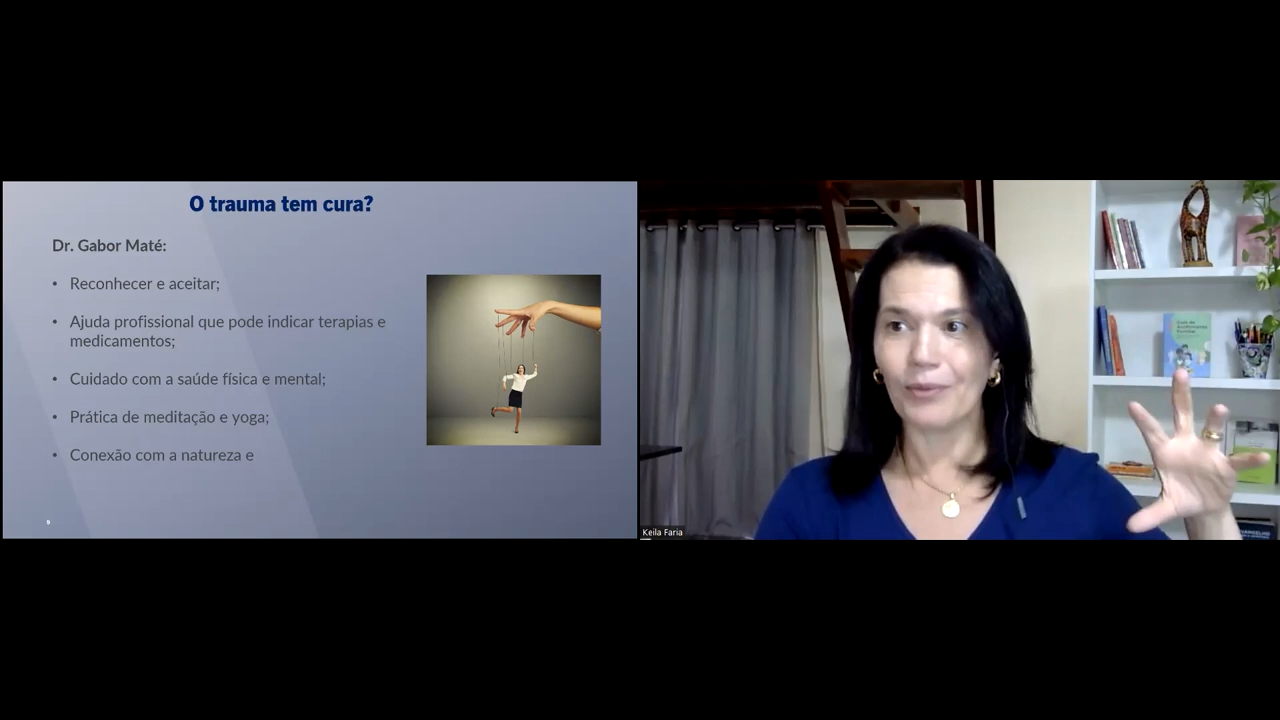 O trauma tem cura?
Dr. Gabor Maté:
• Reconhecer e aceitar;
• Ajuda profissional que pode indicar terapias e
medicamentos;
• Cuidado com a saúde física e mental;
• Prática de meditação e yoga;
• Conexão com a natureza e
Keila Faria